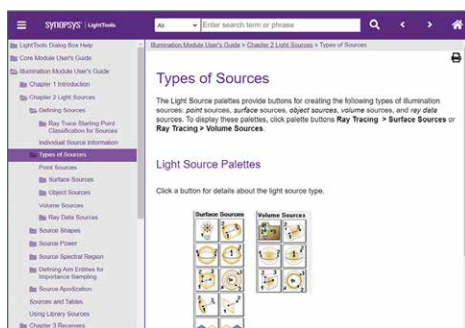 SYNOPSYS | LightTools
All
Enter search term or phrase
LightTools Dialog Box Help
Core Module User's Guide
Illumination Module User's Guide
Chapter 1 Introduction
Chapter 2 Light Sources
Defining Sources
Ray Trace Starting Point
Classification for Sources
Individual Source Information
Types of Sources
Point Sources
Surface Sources
Object Sources
Volume Sources
Ray Data Sources
Source Shapes
Source Power
Source Spectral Region
Defining Aim Entities for
Importance Sampling
Source Apodization
Sources and Tables
Using Library Sources
Chapter 3 Receivers
Illumination Module User's Guide > Chapter 2 Light Sources > Types of Sources
Types of Sources
The Light Source palettes provide buttons for creating the following types of illumination
sources: point sources, surface sources, object sources, volume sources, and ray data
sources. To display these palettes, click palette buttons Ray Tracing > Surface Sources or
Ray Tracing > Volume Sources.
Light Source Palettes
Click a button for details about the light source type.
Surface Sources
Volume Sources